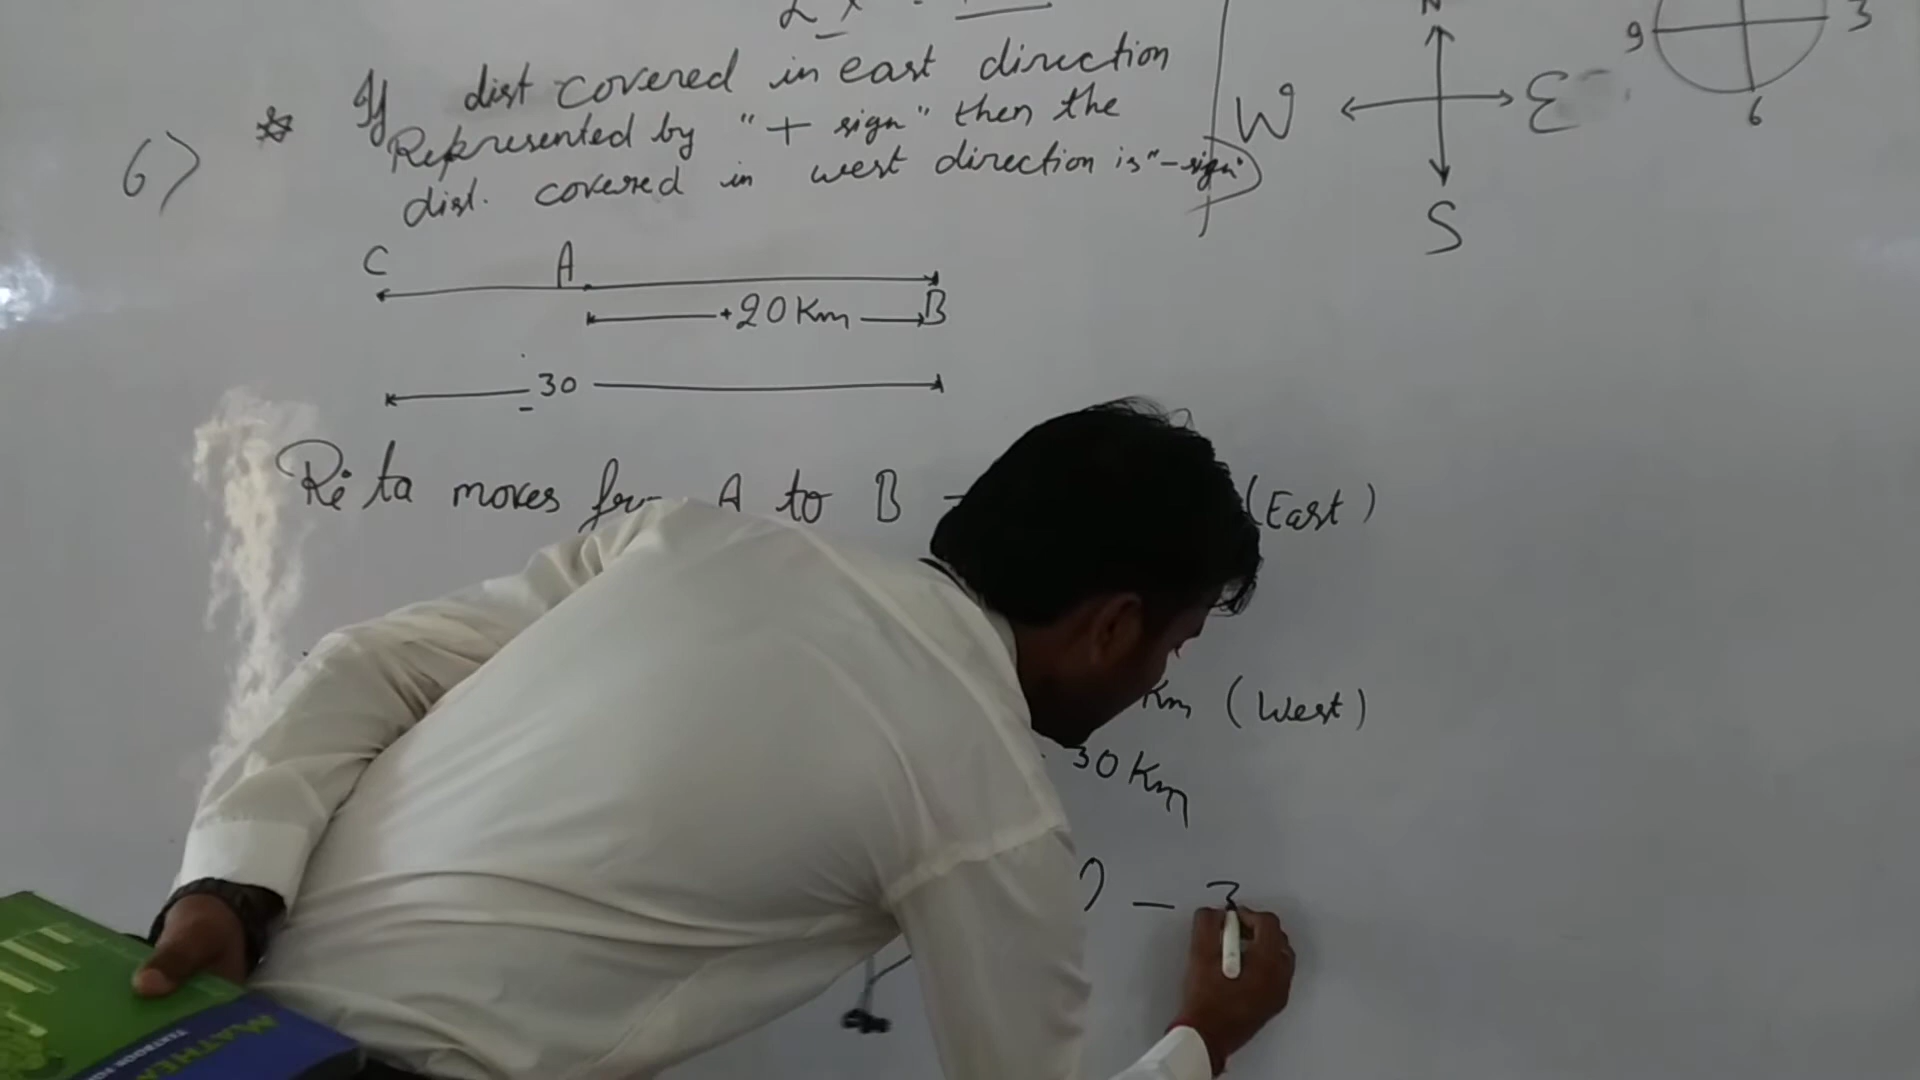 6) * If dist covered in east direction
Represented by "+ sign" then the
dist. covered in west direction is "- sign"
N
W E
S
9 3
6
C A
+20 Km B
-30
Rita moves A to B (East)
Km (West)
30 Km
- 3